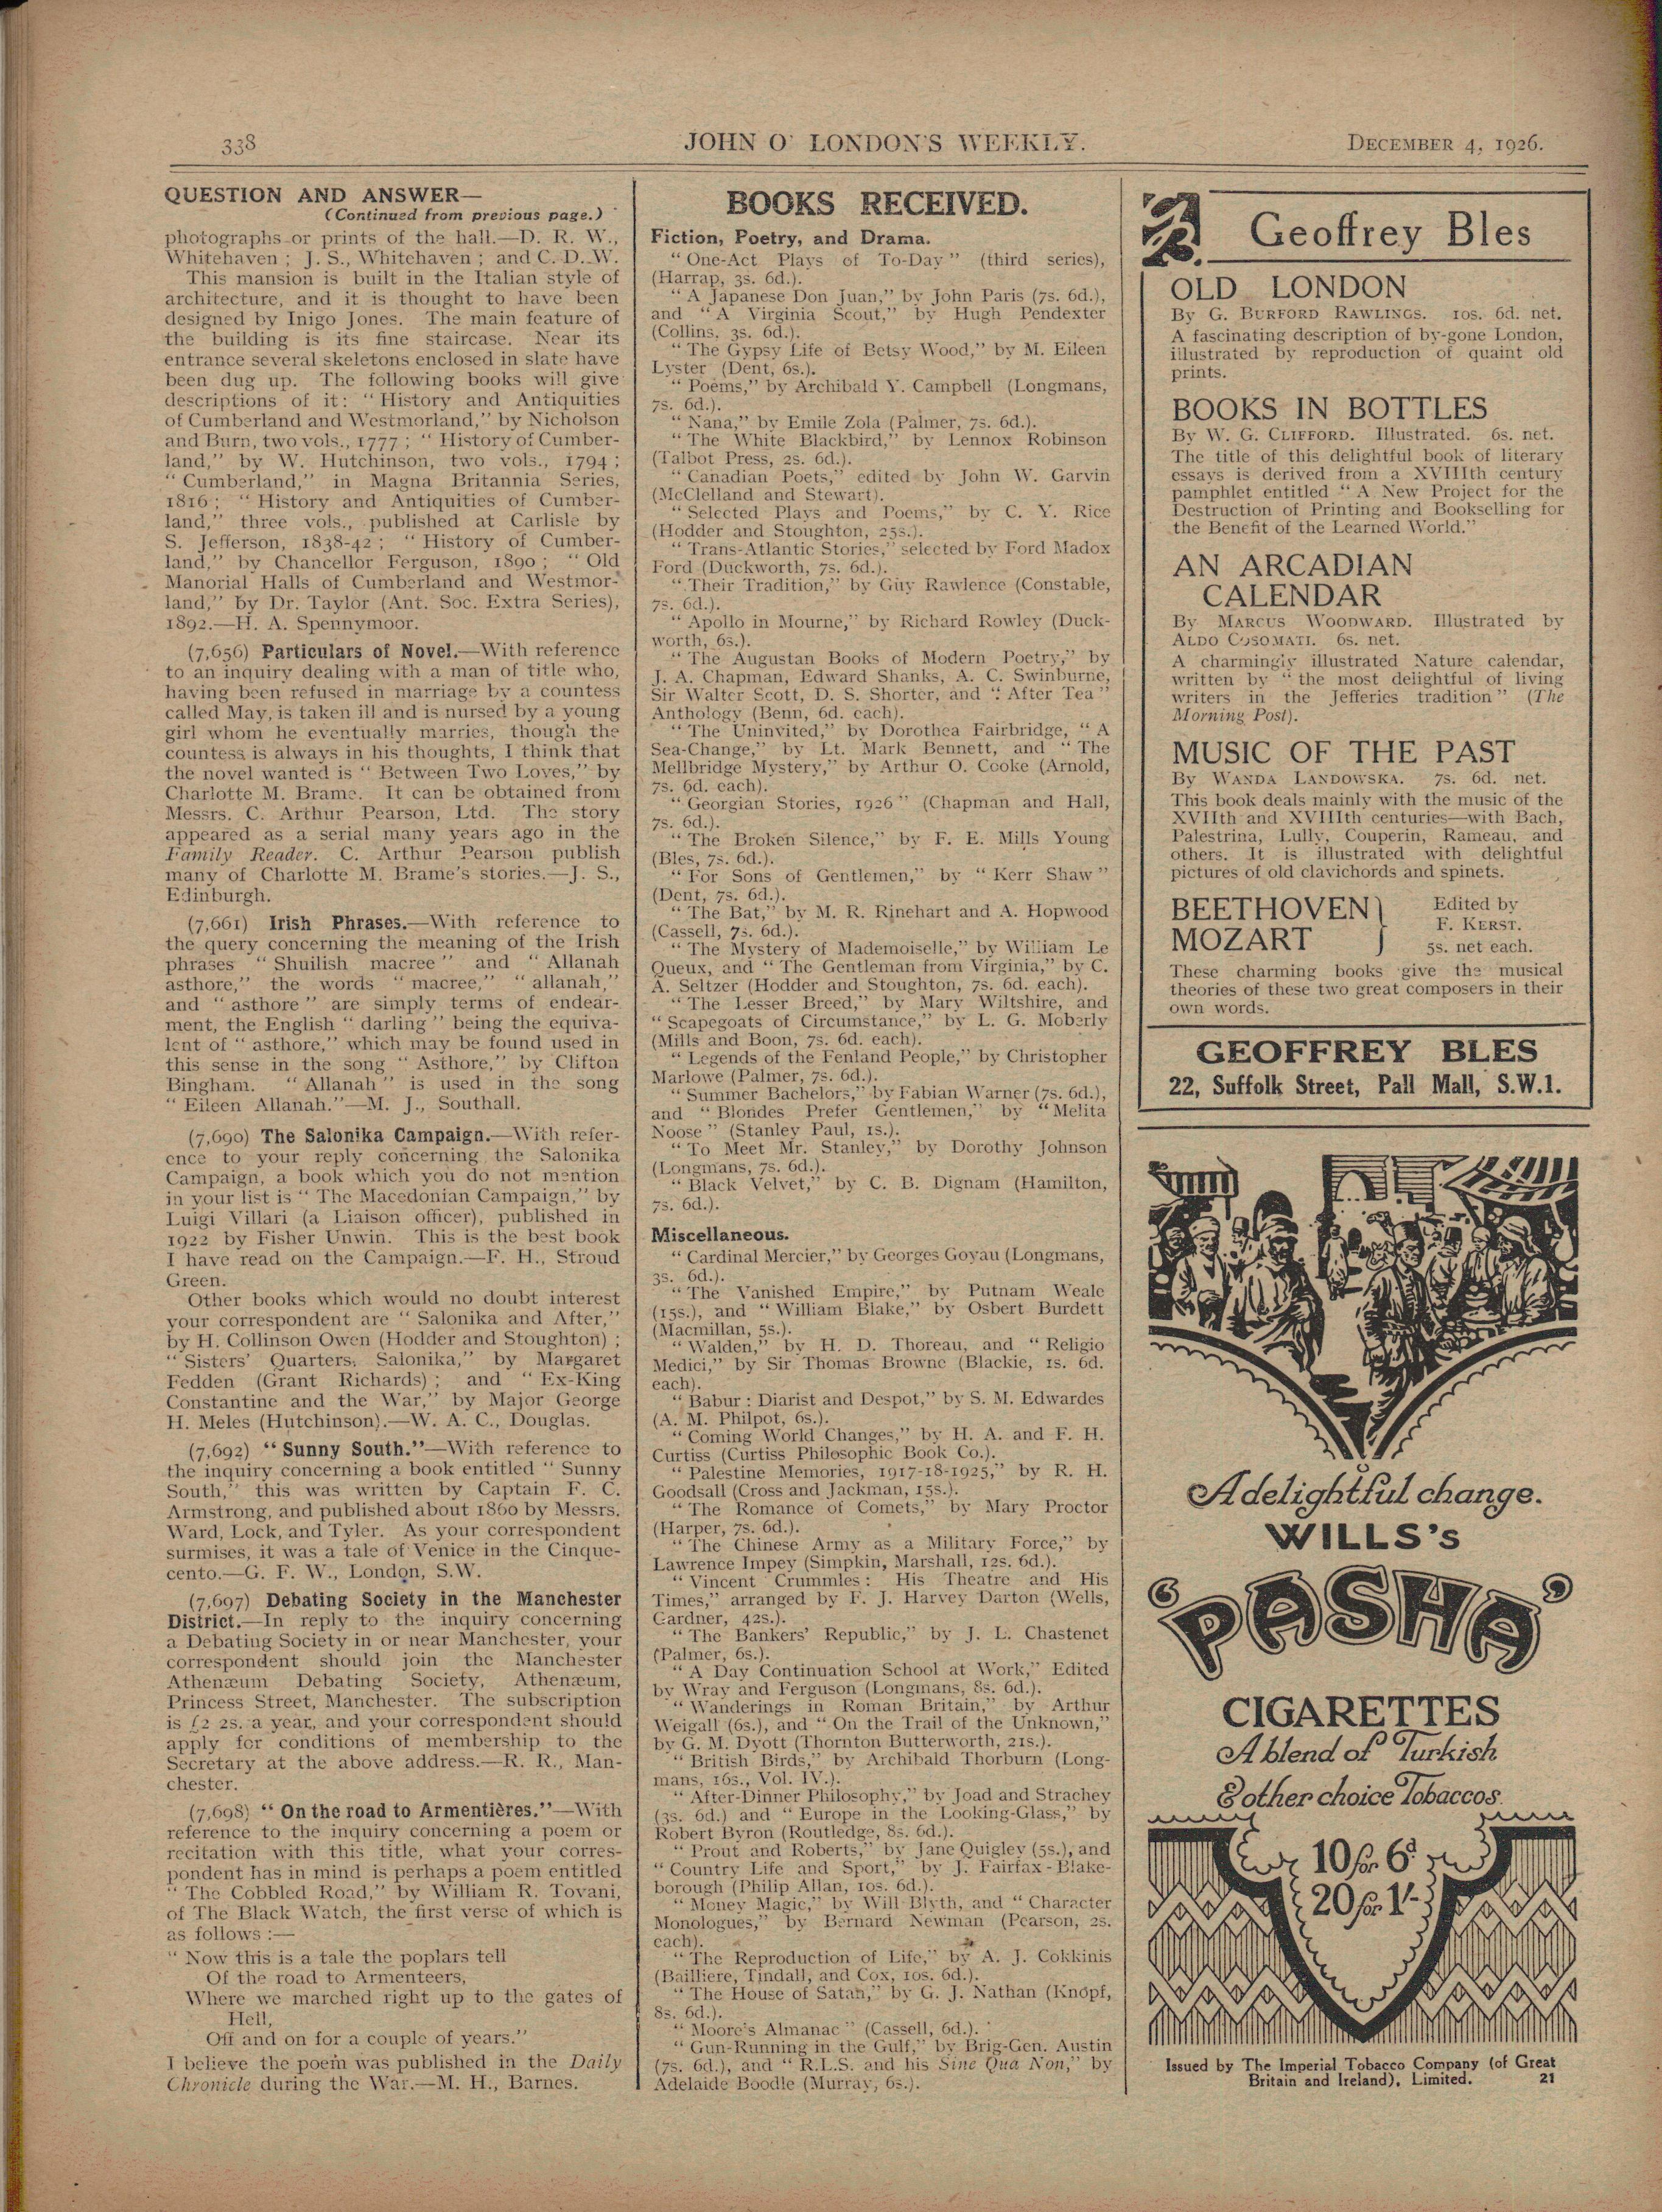 338
JOHN O' LONDON'S WEEKLY.
DECEMBER 4, 1926.
QUESTION AND ANSWER—
(Continued from previous page.)
photographs or prints of the hall.—D. R. W.,
Whitehaven ; J. S., Whitehaven ; and C. D. W.
This mansion is built in the Italian style of
architecture, and it is thought to have been
designed by Inigo Jones. The main feature of
the building is its fine staircase. Near its
entrance several skeletons enclosed in slate have
been dug up. The following books will give
descriptions of it: “ History and Antiquities
of Cumberland and Westmorland,” by Nicholson
and Burn, two vols., 1777 ; “ History of Cumber-
land,” by W. Hutchinson, two vols., 1794 ;
“ Cumberland,” in Magna Britannia Series,
1816 ; “ History and Antiquities of Cumber-
land,” three vols., published at Carlisle by
S. Jefferson, 1838-42 ; “ History of Cumber-
land,” by Chancellor Ferguson, 1890 ; “ Old
Manorial Halls of Cumberland and Westmor-
land,” by Dr. Taylor (Ant. Soc. Extra Series),
1892.—H. A. Spennymoor.
(7,656) Particulars of Novel.—With reference
to an inquiry dealing with a man of title who,
having been refused in marriage by a countess
called May, is taken ill and is nursed by a young
girl whom he eventually marries, though the
countess is always in his thoughts, I think that
the novel wanted is “ Between Two Loves,” by
Charlotte M. Brame. It can be obtained from
Messrs. C. Arthur Pearson, Ltd. The story
appeared as a serial many years ago in the
Family Reader. C. Arthur Pearson publish
many of Charlotte M. Brame's stories.—J. S.,
Edinburgh.
(7,661) Irish Phrases.—With reference to
the query concerning the meaning of the Irish
phrases “ Shuilish macree ” and “ Allanah
asthore,” the words “ macree,” “ allanah,”
and “ asthore ” are simply terms of endear-
ment, the English “ darling ” being the equiva-
lent of “ asthore,” which may be found used in
this sense in the song “ Asthore,” by Clifton
Bingham. “ Allanah ” is used in the song
“ Eileen Allanah.”—M. J., Southall.
(7,690) The Salonika Campaign.—With refer-
ence to your reply concerning the Salonika
Campaign, a book which you do not mention
in your list is “ The Macedonian Campaign,” by
Luigi Villari (a Liaison officer), published in
1922 by Fisher Unwin. This is the best book
I have read on the Campaign.—F. H., Stroud
Green.
Other books which would no doubt interest
your correspondent are “ Salonika and After,”
by H. Collinson Owen (Hodder and Stoughton) ;
“ Sisters' Quarters, Salonika,” by Margaret
Fedden (Grant Richards) ; and “ Ex-King
Constantine and the War,” by Major George
H. Meles (Hutchinson).—W. A. C., Douglas.
(7,692) “ Sunny South.”—With reference to
the inquiry concerning a book entitled “ Sunny
South,” this was written by Captain F. C.
Armstrong, and published about 1860 by Messrs.
Ward, Lock, and Tyler. As your correspondent
surmises, it was a tale of Venice in the Cinque-
cento.—G. F. W., London, S.W.
(7,697) Debating Society in the Manchester
District.—In reply to the inquiry concerning
a Debating Society in or near Manchester, your
correspondent should join the Manchester
Athenæum Debating Society, Athenæum,
Princess Street, Manchester. The subscription
is £2 2s. a year, and your correspondent should
apply for conditions of membership to the
Secretary at the above address.—R. R., Man-
chester.
(7,698) “ On the road to Armentières.”—With
reference to the inquiry concerning a poem or
recitation with this title, what your corres-
pondent has in mind is perhaps a poem entitled
“ The Cobbled Road,” by William R. Tovani,
of The Black Watch, the first verse of which is
as follows :—
“ Now this is a tale the poplars tell
Of the road to Armenteers,
Where we marched right up to the gates of
Hell,
Off and on for a couple of years.”
I believe the poem was published in the Daily
Chronicle during the War.—M. H., Barnes.
BOOKS RECEIVED.
Fiction, Poetry, and Drama.
“ One-Act Plays of To-Day ” (third series),
(Harrap, 3s. 6d.).
“ A Japanese Don Juan,” by John Paris (7s. 6d.),
and “ A Virginia Scout,” by Hugh Pendexter
(Collins, 3s. 6d.).
“ The Gypsy Life of Betsy Wood,” by M. Eileen
Lyster (Dent, 6s.).
“ Poems,” by Archibald Y. Campbell (Longmans,
7s. 6d.).
“ Nana,” by Emile Zola (Palmer, 7s. 6d.).
“ The White Blackbird,” by Lennox Robinson
(Talbot Press, 2s. 6d.).
“ Canadian Poets,” edited by John W. Garvin
(McClelland and Stewart).
“ Selected Plays and Poems,” by C. Y. Rice
(Hodder and Stoughton, 25s.).
“ Trans-Atlantic Stories,” selected by Ford Madox
Ford (Duckworth, 7s. 6d.).
“ Their Tradition,” by Guy Rawlence (Constable,
7s. 6d.).
“ Apollo in Mourne,” by Richard Rowley (Duck-
worth, 6s.).
“ The Augustan Books of Modern Poetry,” by
J. A. Chapman, Edward Shanks, A. C. Swinburne,
Sir Walter Scott, D. S. Shorter, and “ After Tea ”
Anthology (Benn, 6d. each).
“ The Uninvited,” by Dorothea Fairbridge, “ A
Sea-Change,” by Lt. Mark Bennett, and “ The
Mellbridge Mystery,” by Arthur O. Cooke (Arnold,
7s. 6d. each).
“ Georgian Stories, 1926 ” (Chapman and Hall,
7s. 6d.).
“ The Broken Silence,” by F. E. Mills Young
(Bles, 7s. 6d.).
“ For Sons of Gentlemen,” by “ Kerr Shaw ”
(Dent, 7s. 6d.).
“ The Bat,” by M. R. Rinehart and A. Hopwood
(Cassell, 7s. 6d.).
“ The Mystery of Mademoiselle,” by William Le
Queux, and “ The Gentleman from Virginia,” by C.
A. Seltzer (Hodder and Stoughton, 7s. 6d. each).
“ The Lesser Breed,” by Mary Wiltshire, and
“ Scapegoats of Circumstance,” by L. G. Moberly
(Mills and Boon, 7s. 6d. each).
“ Legends of the Fenland People,” by Christopher
Marlowe (Palmer, 7s. 6d.).
“ Summer Bachelors,” by Fabian Warner (7s. 6d.),
and “ Blondes Prefer Gentlemen,” by “ Melita
Noose ” (Stanley Paul, 1s.).
“ To Meet Mr. Stanley,” by Dorothy Johnson
(Longmans, 7s. 6d.).
“ Black Velvet,” by C. B. Dignam (Hamilton,
7s. 6d.).
Miscellaneous.
“ Cardinal Mercier,” by Georges Goyau (Longmans,
3s. 6d.).
“ The Vanished Empire,” by Putnam Weale
(15s.), and “ William Blake,” by Osbert Burdett
(Macmillan, 5s.).
“ Walden,” by H. D. Thoreau, and “ Religio
Medici,” by Sir Thomas Browne (Blackie, 1s. 6d.
each).
“ Babur : Diarist and Despot,” by S. M. Edwardes
(A. M. Philpot, 6s.).
“ Coming World Changes,” by H. A. and F. H.
Curtiss (Curtiss Philosophic Book Co.).
“ Palestine Memories, 1917-18-1925,” by R. H.
Goodsall (Cross and Jackman, 15s.).
“ The Romance of Comets,” by Mary Proctor
(Harper, 7s. 6d.).
“ The Chinese Army as a Military Force,” by
Lawrence Impey (Simpkin, Marshall, 12s. 6d.).
“ Vincent Crummles : His Theatre and His
Times,” arranged by F. J. Harvey Darton (Wells,
Gardner, 42s.).
“ The Bankers' Republic,” by J. L. Chastenet
(Palmer, 6s.).
“ A Day Continuation School at Work,” Edited
by Wray and Ferguson (Longmans, 8s. 6d.).
“ Wanderings in Roman Britain,” by Arthur
Weigall (6s.), and “ On the Trail of the Unknown,”
by G. M. Dyott (Thornton Butterworth, 21s.).
“ British Birds,” by Archibald Thorburn (Long-
mans, 16s., Vol. IV.).
“ After-Dinner Philosophy,” by Joad and Strachey
(3s. 6d.) and “ Europe in the Looking-Glass,” by
Robert Byron (Routledge, 8s. 6d.).
“ Prout and Roberts,” by Jane Quigley (5s.), and
“ Country Life and Sport,” by J. Fairfax-Blake-
borough (Philip Allan, 10s. 6d.).
“ Money Magic,” by Will Blyth, and “ Character
Monologues,” by Bernard Newman (Pearson, 2s.
each).
“ The Reproduction of Life,” by A. J. Cokkinis
(Bailliere, Tindall, and Cox, 10s. 6d.).
“ The House of Satan,” by G. J. Nathan (Knopf,
8s. 6d.).
“ Moore's Almanac ” (Cassell, 6d.).
“ Gun-Running in the Gulf,” by Brig-Gen. Austin
(7s. 6d.), and “ R.L.S. and his Sine Qua Non,” by
Adelaide Boodle (Murray, 6s.).
Geoffrey Bles
OLD LONDON
By G. BURFORD RAWLINGS. 10s. 6d. net.
A fascinating description of by-gone London,
illustrated by reproduction of quaint old
prints.
BOOKS IN BOTTLES
By W. G. CLIFFORD. Illustrated. 6s. net.
The title of this delightful book of literary
essays is derived from a XVIIIth century
pamphlet entitled “ A New Project for the
Destruction of Printing and Bookselling for
the Benefit of the Learned World.”
AN ARCADIAN
CALENDAR
By MARCUS WOODWARD. Illustrated by
ALDO COSOMATI. 6s. net.
A charmingly illustrated Nature calendar,
written by “ the most delightful of living
writers in the Jefferies tradition ” (The
Morning Post).
MUSIC OF THE PAST
By WANDA LANDOWSKA. 7s. 6d. net.
This book deals mainly with the music of the
XVIIth and XVIIIth centuries—with Bach,
Palestrina, Lully, Couperin, Rameau, and
others. It is illustrated with delightful
pictures of old clavichords and spinets.
BEETHOVEN } Edited by
MOZART F. KERST.
5s. net each.
These charming books give the musical
theories of these two great composers in their
own words.
GEOFFREY BLES
22, Suffolk Street, Pall Mall, S.W.1.
A delightful change.
WILLS's
‘PASHA’
CIGARETTES
A blend of Turkish
& other choice Tobaccos.
10 for 6d.
20 for 1/-
Issued by The Imperial Tobacco Company (of Great
Britain and Ireland), Limited. 21